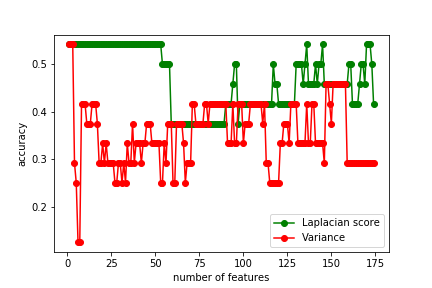 0.5
0.4
0.3
0.2
accuracy
0 25 50 75 100 125 150 175
number of features
Laplacian score
Variance